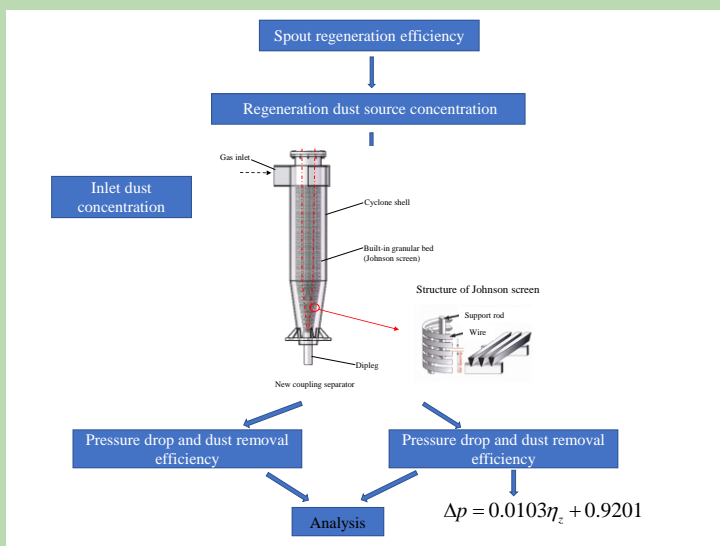 Spout regeneration efficiency
Regeneration dust source concentration
Gas inlet
Inlet dust
concentration
Cyclone shell
Built-in granular bed
(Johnson screen)
Structure of Johnson screen
Support rod
Wire
Dipleg
New coupling separator
Pressure drop and dust removal
efficiency
Pressure drop and dust removal
efficiency
Analysis
Δp = 0.0103η_z + 0.9201